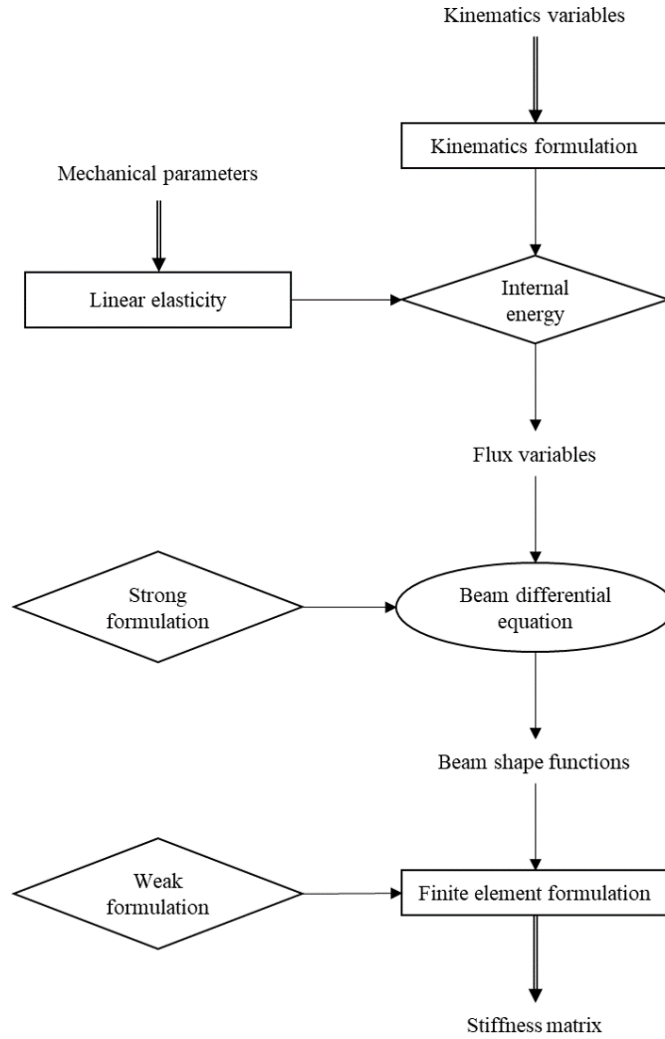 Kinematics variables
Kinematics formulation
Mechanical parameters
Linear elasticity
Internal
energy
Flux variables
Strong
formulation
Beam differential
equation
Beam shape functions
Weak
formulation
Finite element formulation
Stiffness matrix